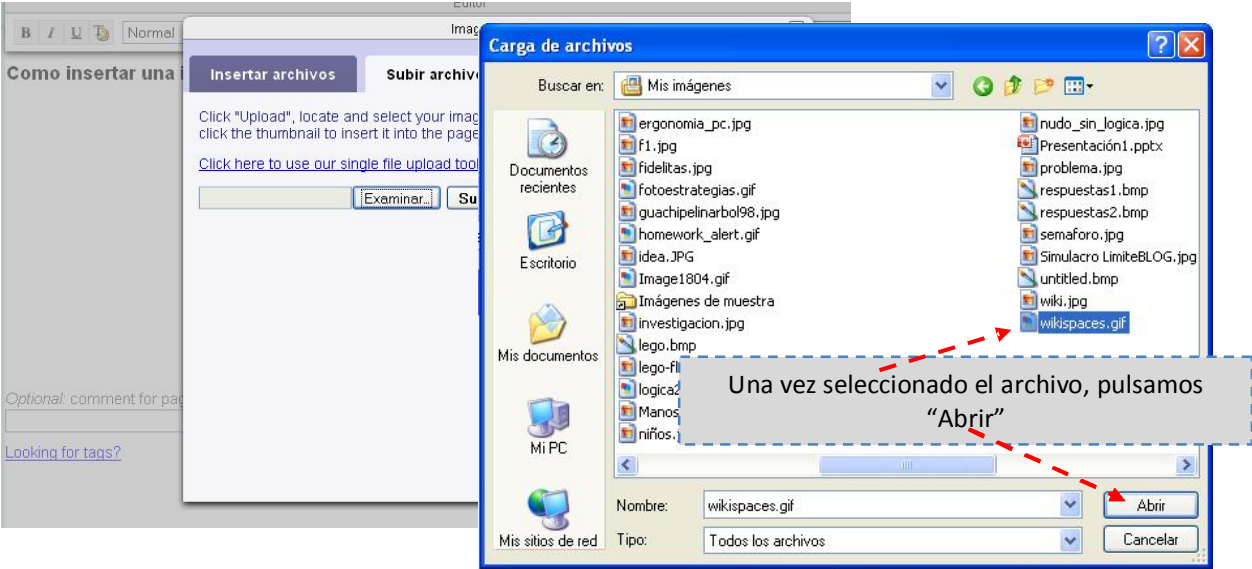 Editor
B I U Normal
Imag
Como insertar una i
Insertar archivos
Subir archivo
Click "Upload", locate and select your imag
click the thumbnail to insert it into the page
Click here to use our single file upload tool
Examinar...
Su
Optional: comment for pag
Looking for tags?
Carga de archivos
Buscar en:
Mis imágenes
Documentos
recientes
Escritorio
Mis documentos
Mi PC
Mis sitios de red
ergonomia_pc.jpg
f1.jpg
fidelitas.jpg
fotoestrategias.gif
guachipelinarbol98.jpg
homework_alert.gif
idea.JPG
Image1804.gif
Imágenes de muestra
investigacion.jpg
lego.bmp
lego-fl
logica2
Manos
niños.
nudo_sin_logica.jpg
Presentación1.pptx
problema.jpg
respuestas1.bmp
respuestas2.bmp
semaforo.jpg
Simulacro LimiteBLOG.jpg
untitled.bmp
wiki.jpg
wikispaces.gif
Una vez seleccionado el archivo, pulsamos
“Abrir”
Nombre:
wikispaces.gif
Abrir
Tipo:
Todos los archivos
Cancelar